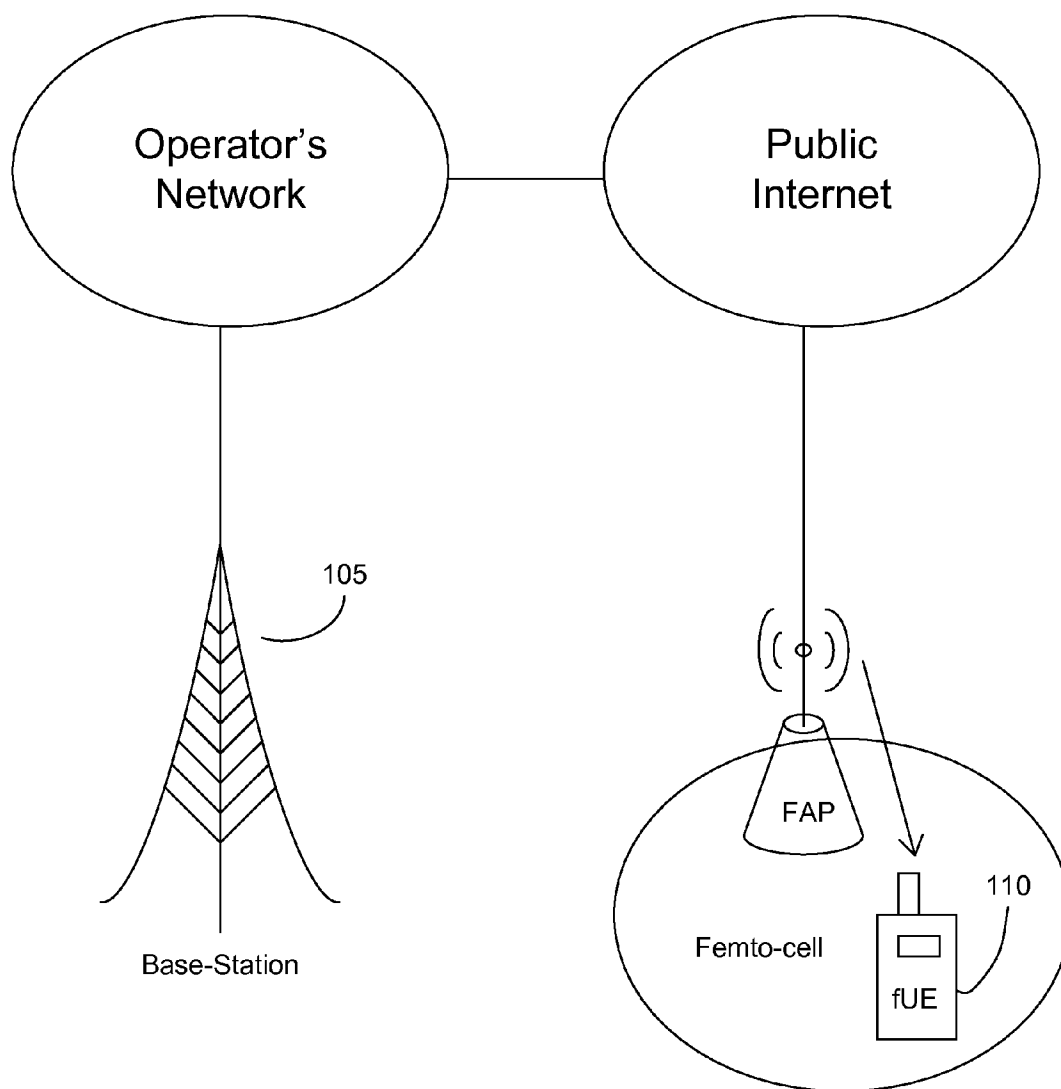 Operator's
Network
Public
Internet
105
FAP
110
Femto-cell
fUE
Base-Station